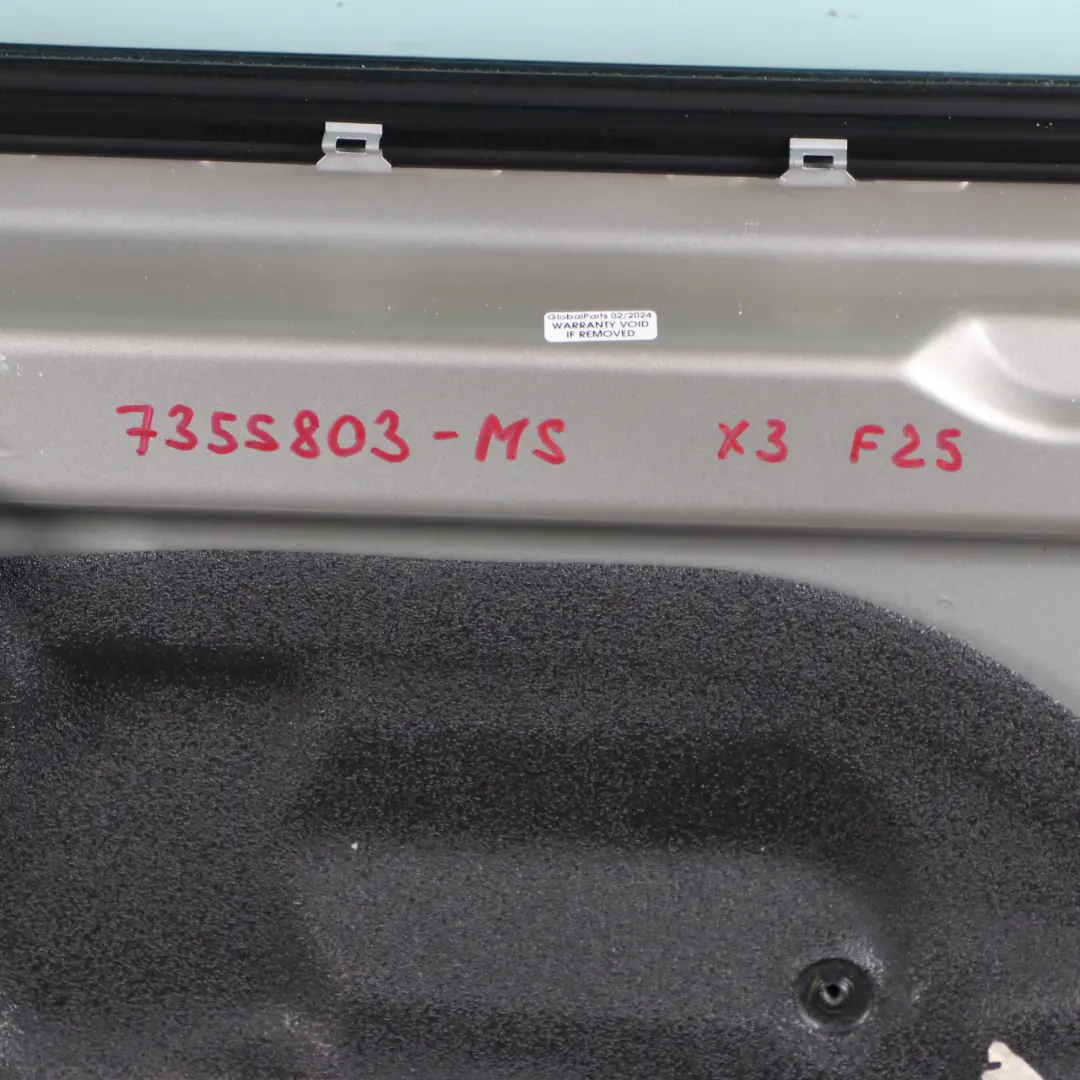 GlobalParts 02/2024
WARRANTY VOID
IF REMOVED
7355803-MS X3 F25